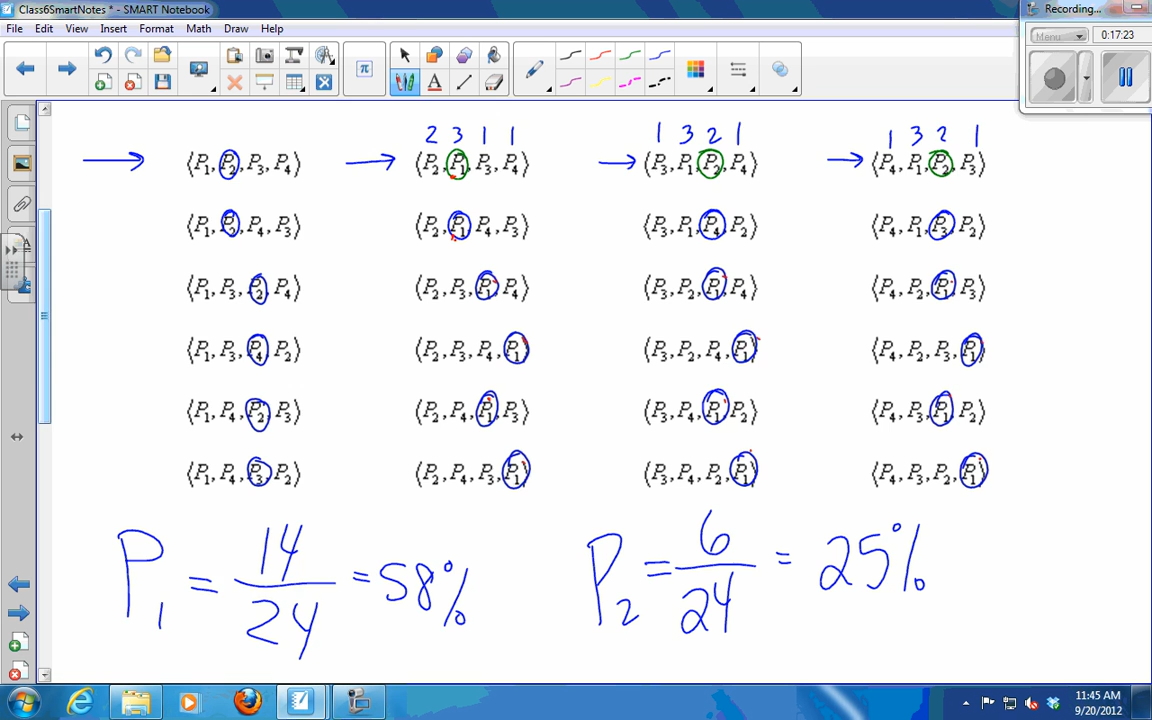 Class6SmartNotes * - SMART Notebook
Recording...
File Edit View Insert Format Math Draw Help
Menu
0:17:23
π
A
2 3 1 1
1 3 2 1
1 3 2 1
⟨P₁, P₂, P₃, P₄⟩ ⟨P₂, P₁, P₃, P₄⟩ ⟨P₃, P₁, P₂, P₄⟩ ⟨P₄, P₁, P₂, P₃⟩
⟨P₁, P₂, P₄, P₃⟩ ⟨P₂, P₁, P₄, P₃⟩ ⟨P₃, P₁, P₄, P₂⟩ ⟨P₄, P₁, P₃, P₂⟩
⟨P₁, P₃, P₂, P₄⟩ ⟨P₂, P₃, P₁, P₄⟩ ⟨P₃, P₂, P₁, P₄⟩ ⟨P₄, P₂, P₁, P₃⟩
⟨P₁, P₃, P₄, P₂⟩ ⟨P₂, P₃, P₄, P₁⟩ ⟨P₃, P₂, P₄, P₁⟩ ⟨P₄, P₂, P₃, P₁⟩
⟨P₁, P₄, P₂, P₃⟩ ⟨P₂, P₄, P₁, P₃⟩ ⟨P₃, P₄, P₁, P₂⟩ ⟨P₄, P₃, P₁, P₂⟩
⟨P₁, P₄, P₃, P₂⟩ ⟨P₂, P₄, P₃, P₁⟩ ⟨P₃, P₄, P₂, P₁⟩ ⟨P₄, P₃, P₂, P₁⟩
P₁ = 14/24 = 58%
P₂ = 6/24 = 25%
11:45 AM
9/20/2012